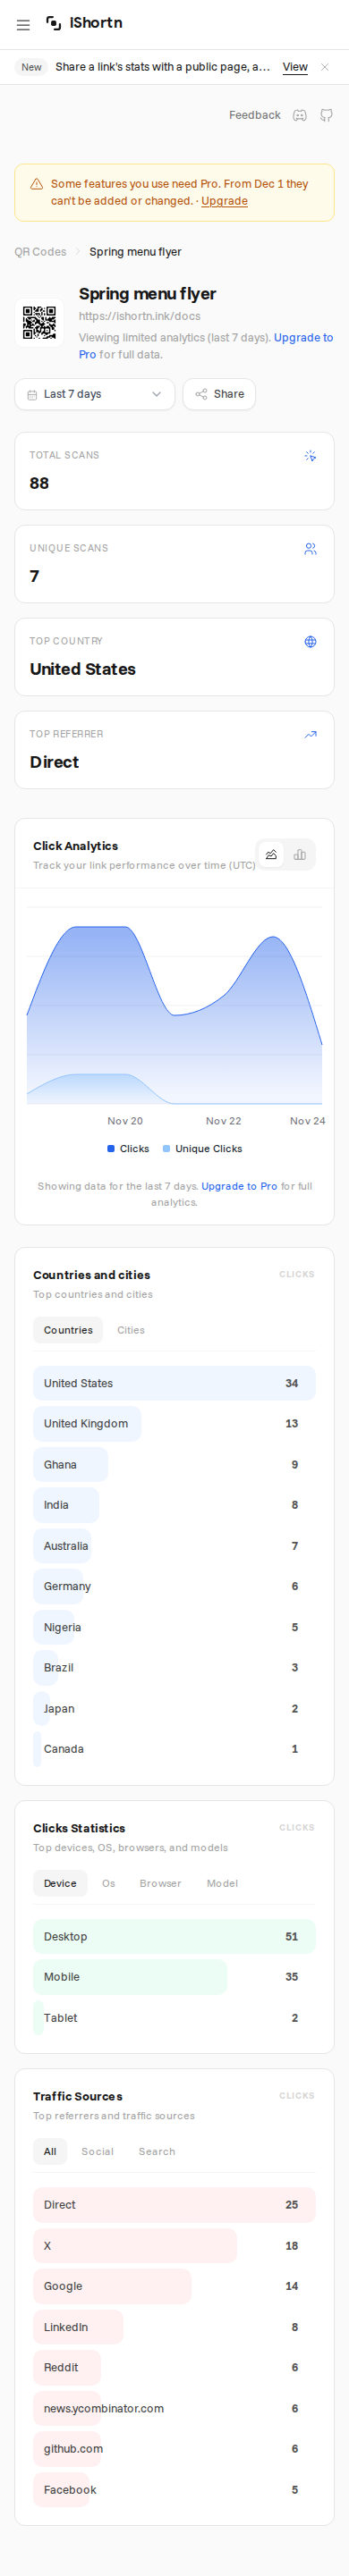 IShortn
New Share a link's stats with a public page, a... View
Feedback
Some features you use need Pro. From Dec 1 they
can't be added or changed. · Upgrade
QR Codes > Spring menu flyer
Spring menu flyer
https://ishortn.ink/docs
Viewing limited analytics (last 7 days). Upgrade to
Pro for full data.
Last 7 days
Share
TOTAL SCANS
88
UNIQUE SCANS
7
TOP COUNTRY
United States
TOP REFERRER
Direct
Click Analytics
Track your link performance over time (UTC)
Nov 20 Nov 22 Nov 24
Clicks Unique Clicks
Showing data for the last 7 days. Upgrade to Pro for full
analytics.
Countries and cities CLICKS
Top countries and cities
Countries Cities
United States 34
United Kingdom 13
Ghana 9
India 8
Australia 7
Germany 6
Nigeria 5
Brazil 3
Japan 2
Canada 1
Clicks Statistics CLICKS
Top devices, OS, browsers, and models
Device Os Browser Model
Desktop 51
Mobile 35
Tablet 2
Traffic Sources CLICKS
Top referrers and traffic sources
All Social Search
Direct 25
X 18
Google 14
LinkedIn 8
Reddit 6
news.ycombinator.com 6
github.com 6
Facebook 5